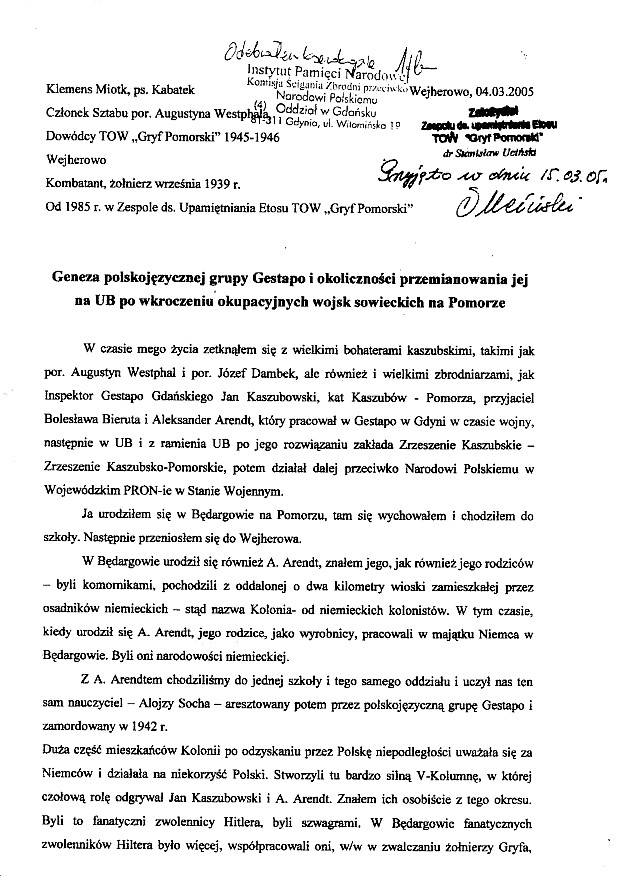 Odebrałem
Instytut Pamięci Narodowej
Komisja Ścigania Zbrodni przeciwko
Narodowi Polskiemu
(4) Oddział w Gdańsku
81-311 Gdynia, ul. Witomińska 19
Klemens Miotk, ps. Kabatek
Wejherowo, 04.03.2005
Członek Sztabu por. Augustyna Westphala
Dowódcy TOW „Gryf Pomorski” 1945-1946
Wejherowo
Kombatant, żołnierz września 1939 r.
Od 1985 r. w Zespole ds. Upamiętniania Etosu TOW „Gryf Pomorski”
Założyciel
Zespołu ds. upamiętniania Etosu
TOW "Gryf Pomorski"
dr Stanisław Uciński
Przyjęto w dniu 15.03.05r.
Geneza polskojęzycznej grupy Gestapo i okoliczności przemianowania jej
na UB po wkroczeniu okupacyjnych wojsk sowieckich na Pomorze
W czasie mego życia zetknąłem się z wielkimi bohaterami kaszubskimi, takimi jak
por. Augustyn Westphal i por. Józef Dambek, ale również i wielkimi zbrodniarzami, jak
Inspektor Gestapo Gdańskiego Jan Kaszubowski, kat Kaszubów - Pomorza, przyjaciel
Bolesława Bieruta i Aleksander Arendt, który pracował w Gestapo w Gdyni w czasie wojny,
następnie w UB i z ramienia UB po jego rozwiązaniu zakłada Zrzeszenie Kaszubskie –
Zrzeszenie Kaszubsko-Pomorskie, potem działał dalej przeciwko Narodowi Polskiemu w
Wojewódzkim PRON-ie w Stanie Wojennym.
Ja urodziłem się w Będargowie na Pomorzu, tam się wychowałem i chodziłem do
szkoły. Następnie przeniosłem się do Wejherowa.
W Będargowie urodził się również A. Arendt, znałem jego, jak również jego rodziców
– byli komornikami, pochodzili z oddalonej o dwa kilometry wioski zamieszkałej przez
osadników niemieckich – stąd nazwa Kolonia- od niemieckich kolonistów. W tym czasie,
kiedy urodził się A. Arendt, jego rodzice, jako wyrobnicy, pracowali w majątku Niemca w
Będargowie. Byli oni narodowości niemieckiej.
Z A. Arendtem chodziliśmy do jednej szkoły i tego samego oddziału i uczył nas ten
sam nauczyciel – Alojzy Socha – aresztowany potem przez polskojęzyczną grupę Gestapo i
zamordowany w 1942 r.
Duża część mieszkańców Kolonii po odzyskaniu przez Polskę niepodległości uważała się za
Niemców i działała na niekorzyść Polski. Stworzyli tu bardzo silną V-Kolumnę, w której
czołową rolę odgrywał Jan Kaszubowski i A. Arendt. Znałem ich osobiście z tego okresu.
Byli to fanatyczni zwolennicy Hitlera, byli szwagrami. W Będargowie fanatycznych
zwolenników Hiltera było więcej, współpracowali oni, w/w w zwalczaniu żołnierzy Gryfa,